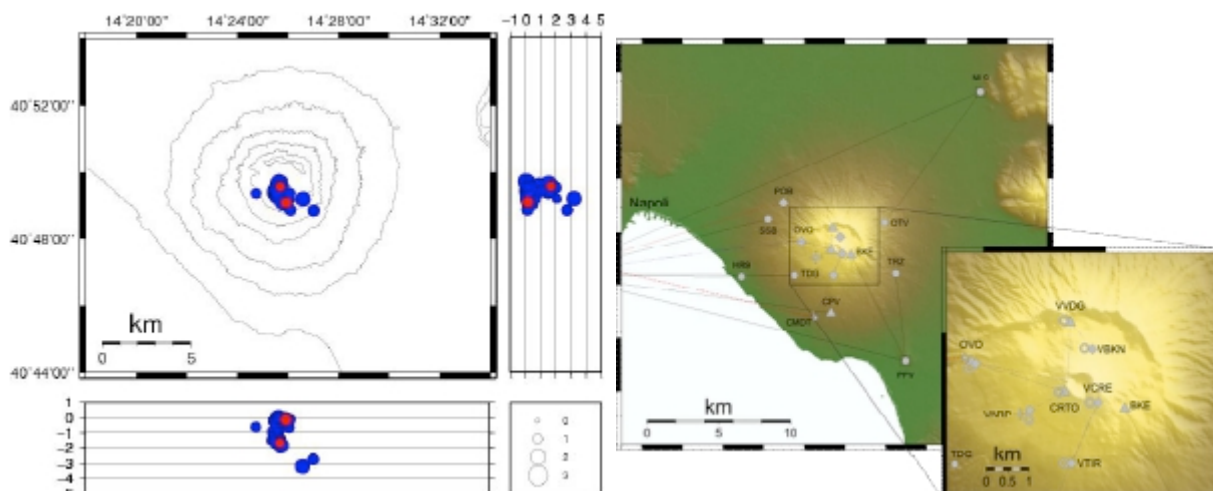 14°20'00" 14°24'00" 14°28'00" 14°32'00"
-1 0 1 2 3 4 5
40°52'00"
40°48'00"
40°44'00"
km
0 5
1
0
-1
-2
-3
-4
0
1
2
3
Napoli
POB
SSB
OVO
OTV
BKE
HRB
TDG
TRZ
CPV
CMDT
PPV
km
0 5 10
VVDG
OVO
VBKN
VCRE
CRTO
BKE
TDG
VTIR
km
0 0.5 1